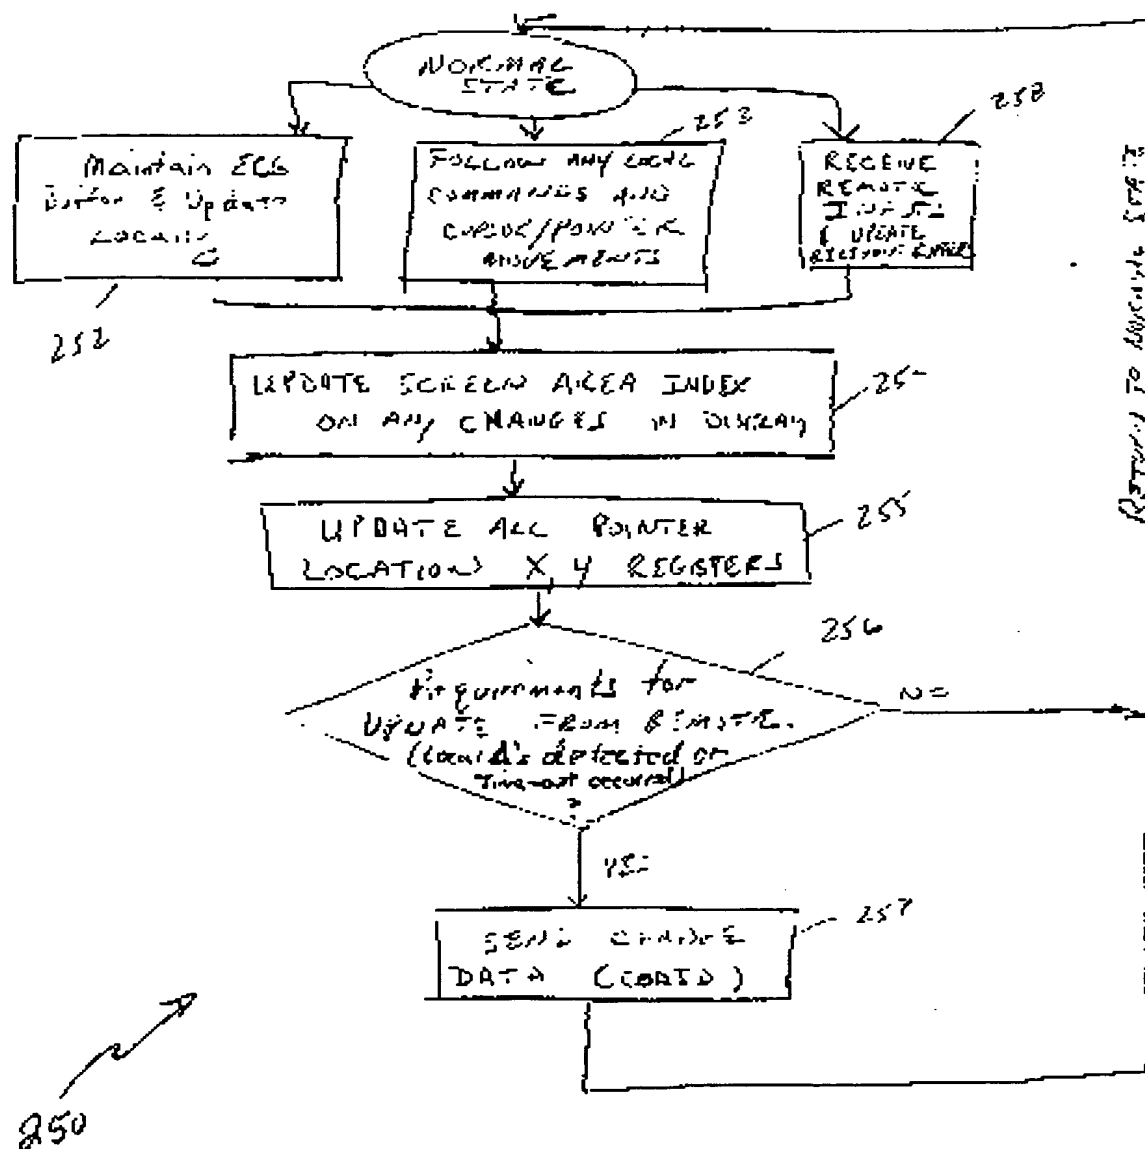 NORMAL
STATE
252
Maintain ECG
Buffer & Update
Locally
253
FOLLOW ANY LOCAL
COMMANDS AND
CURSOR/POINTER
MOVEMENTS
258
RECEIVE
REMOTE
INPUTS
UPDATE
UPDATE SCREEN AREA INDEX
ON ANY CHANGES IN DISPLAY
25
UPDATE ALL POINTER
LOCATIONS X, Y REGISTERS
255
Requirements for
UPDATE FROM REMOTE.
(Local Δ's detected or
Time-out occurred)
?
256
NO
YES
SEND CHANGE
DATA
257
RETURN TO NORMAL STATE
250